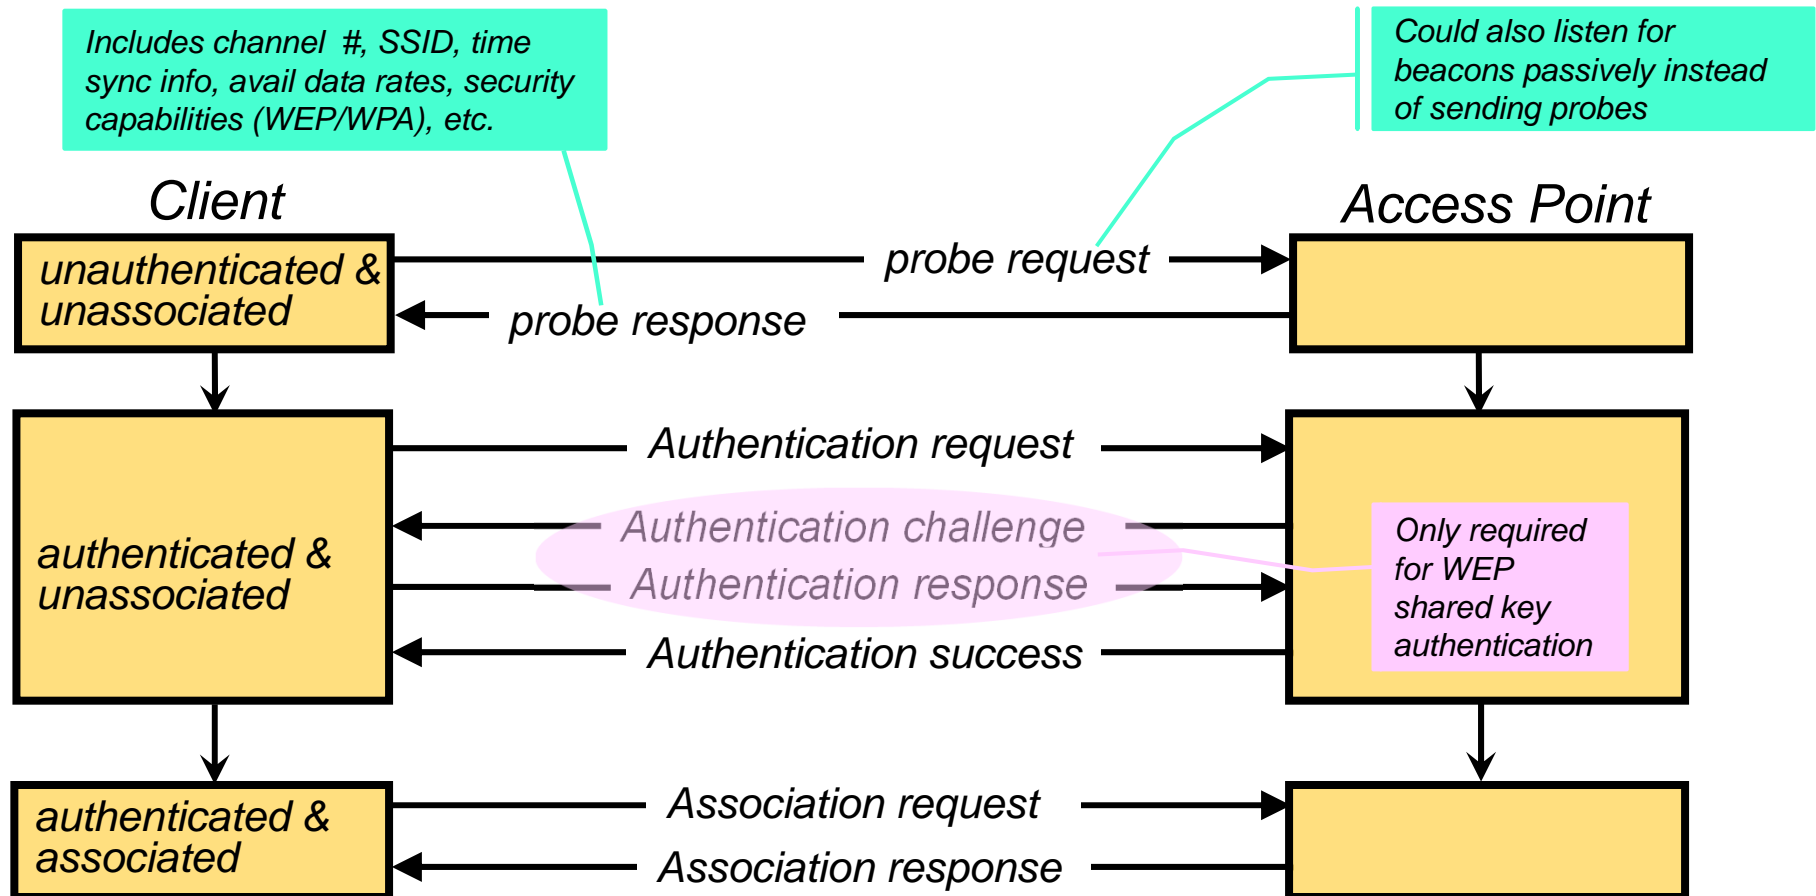 Includes channel #, SSID, time
sync info, avail data rates, security
capabilities (WEP/WPA), etc.
Could also listen for
beacons passively instead
of sending probes
Client
Access Point
unauthenticated &
unassociated
probe request
probe response
authenticated &
unassociated
Authentication request
Authentication challenge
Authentication response
Authentication success
Only required
for WEP
shared key
authentication
authenticated &
associated
Association request
Association response